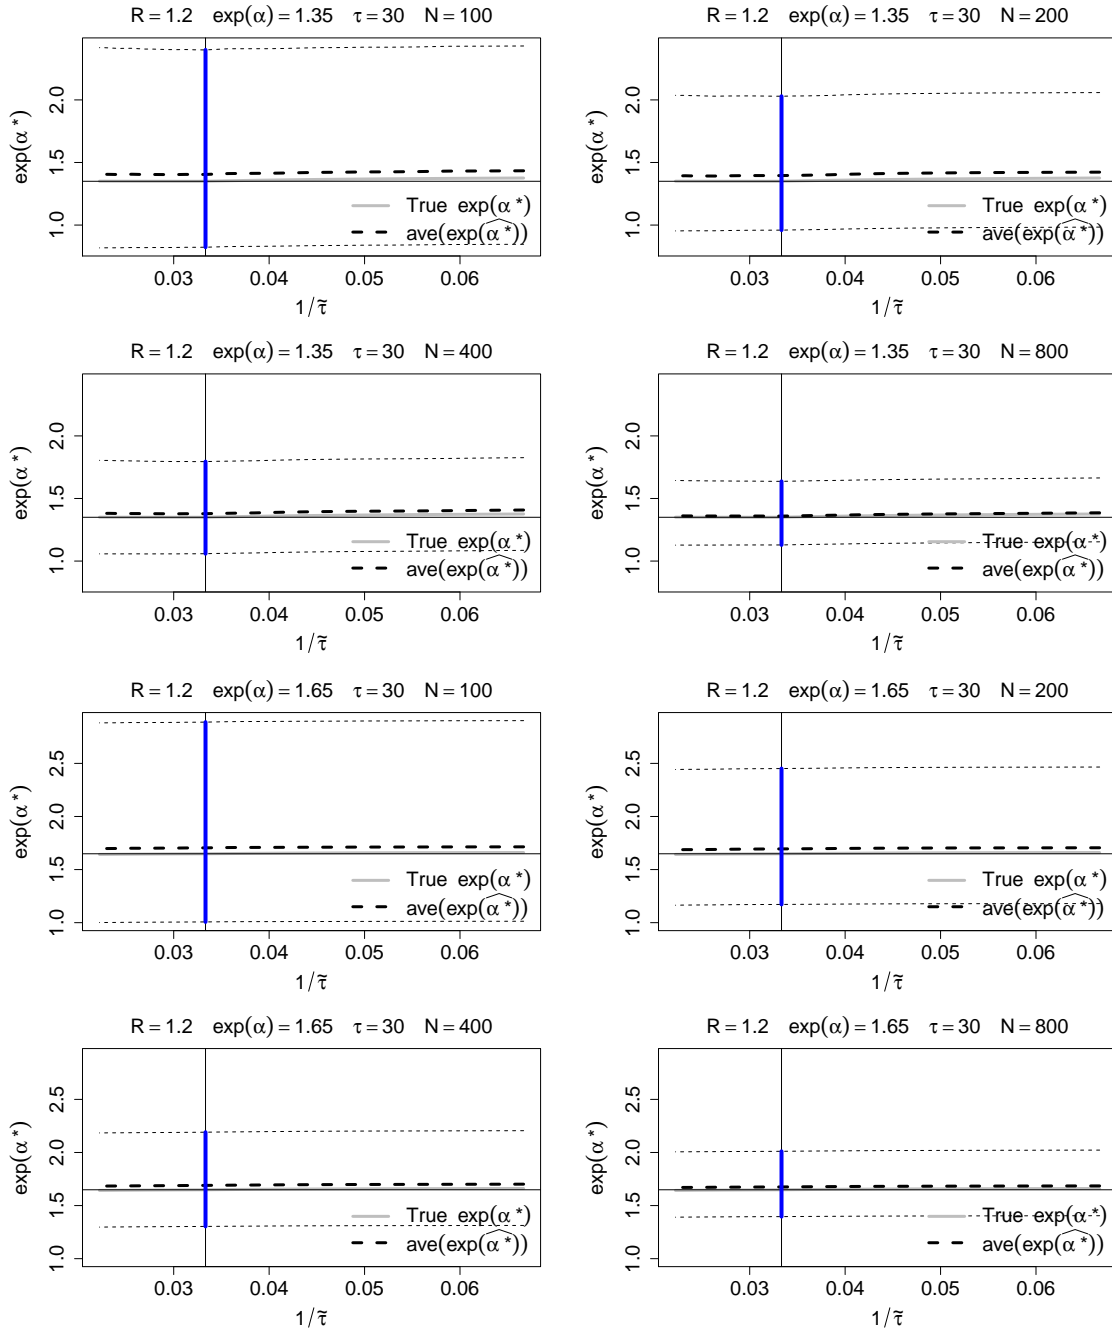 R = 1.2 exp(α) = 1.35 τ = 30 N = 100
exp(α*)
1.0 1.5 2.0
True exp(α*)
ave(exp(α̂*))
0.03 0.04 0.05 0.06
1/τ̃
R = 1.2 exp(α) = 1.35 τ = 30 N = 200
exp(α*)
1.0 1.5 2.0
True exp(α*)
ave(exp(α̂*))
0.03 0.04 0.05 0.06
1/τ̃
R = 1.2 exp(α) = 1.35 τ = 30 N = 400
exp(α*)
1.0 1.5 2.0
True exp(α*)
ave(exp(α̂*))
0.03 0.04 0.05 0.06
1/τ̃
R = 1.2 exp(α) = 1.35 τ = 30 N = 800
exp(α*)
1.0 1.5 2.0
True exp(α*)
ave(exp(α̂*))
0.03 0.04 0.05 0.06
1/τ̃
R = 1.2 exp(α) = 1.65 τ = 30 N = 100
exp(α*)
1.0 1.5 2.0 2.5
True exp(α*)
ave(exp(α̂*))
0.03 0.04 0.05 0.06
1/τ̃
R = 1.2 exp(α) = 1.65 τ = 30 N = 200
exp(α*)
1.0 1.5 2.0 2.5
True exp(α*)
ave(exp(α̂*))
0.03 0.04 0.05 0.06
1/τ̃
R = 1.2 exp(α) = 1.65 τ = 30 N = 400
exp(α*)
1.0 1.5 2.0 2.5
True exp(α*)
ave(exp(α̂*))
0.03 0.04 0.05 0.06
1/τ̃
R = 1.2 exp(α) = 1.65 τ = 30 N = 800
exp(α*)
1.0 1.5 2.0 2.5
True exp(α*)
ave(exp(α̂*))
0.03 0.04 0.05 0.06
1/τ̃